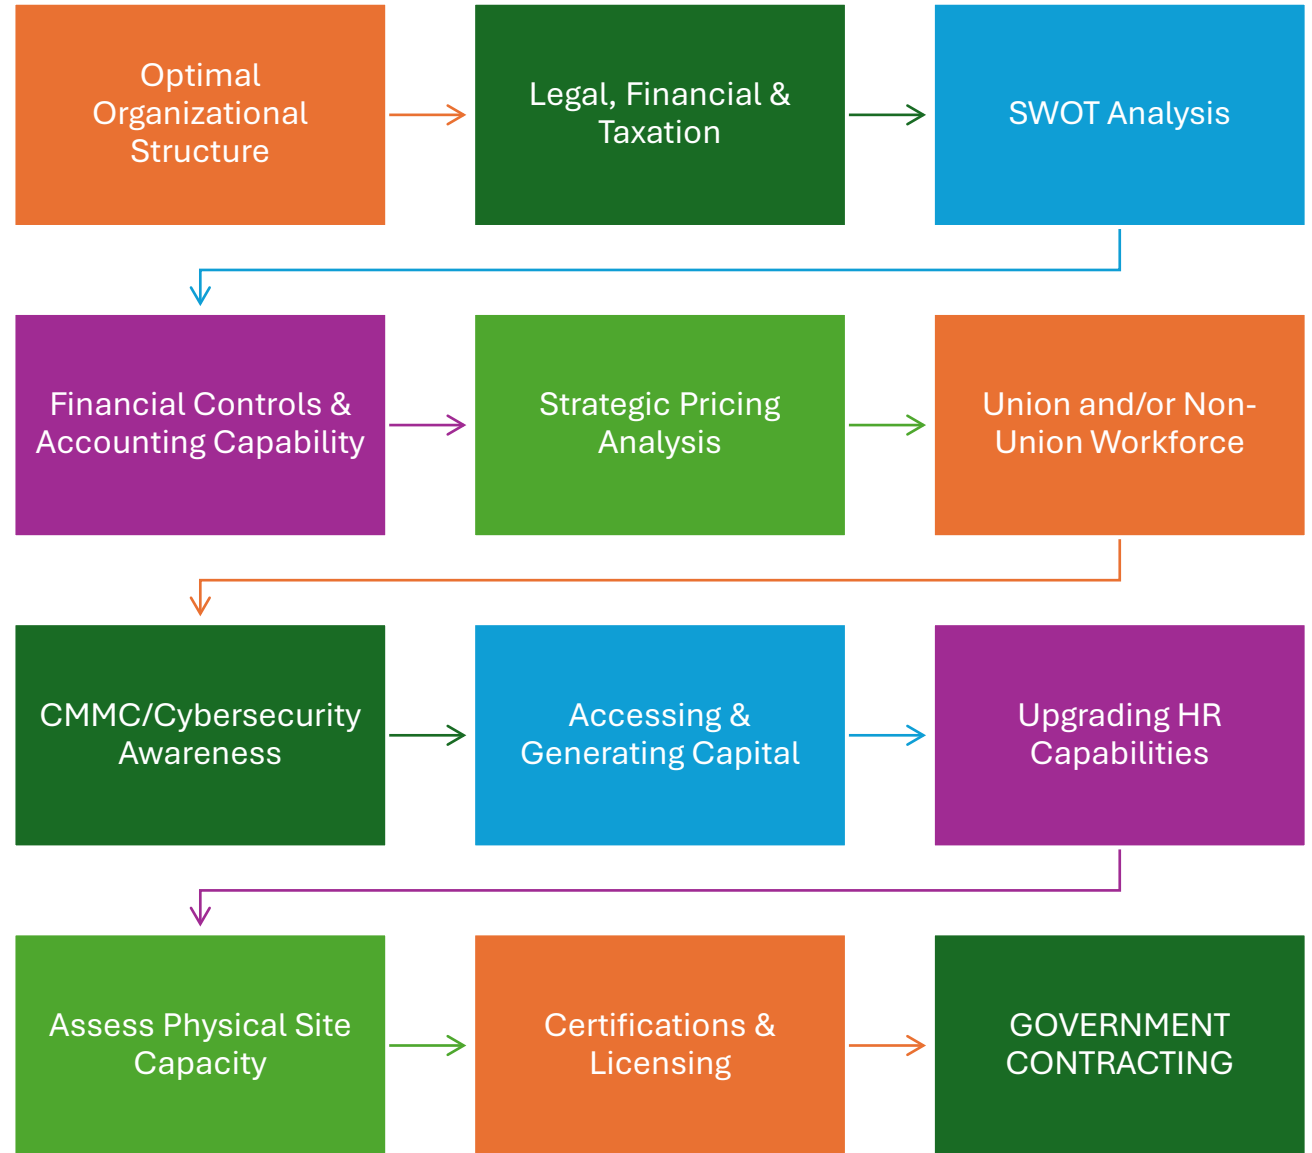 Optimal
Organizational
Structure
Legal, Financial &
Taxation
SWOT Analysis
Financial Controls &
Accounting Capability
Strategic Pricing
Analysis
Union and/or Non-
Union Workforce
CMMC/Cybersecurity
Awareness
Accessing &
Generating Capital
Upgrading HR
Capabilities
Assess Physical Site
Capacity
Certifications &
Licensing
GOVERNMENT
CONTRACTING